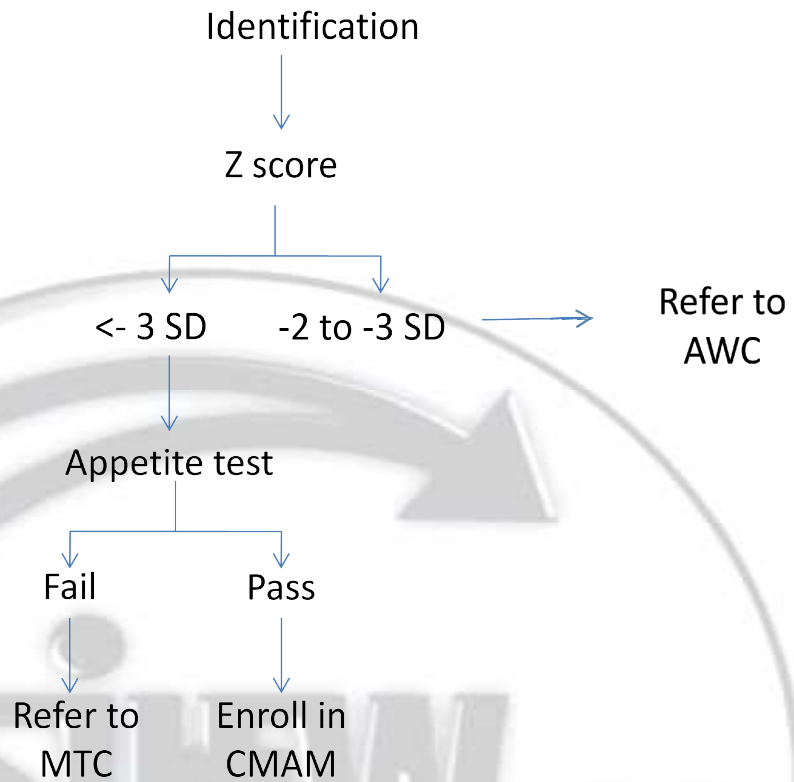 Identification
Z score
<- 3 SD
-2 to -3 SD
Refer to
AWC
Appetite test
Fail
Pass
Refer to
MTC
Enroll in
CMAM